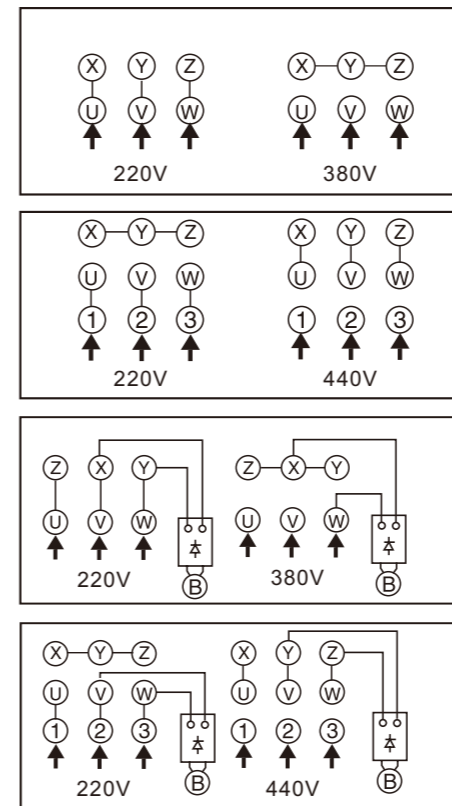 X Y Z X Y Z
U V W U V W
220V 380V
X Y Z X Y Z
U V W U V W
1 2 3 1 2 3
220V 440V
Z X Y Z X Y
U V W U V W
220V B 380V B
X Y Z X Y Z
U V W U V W
1 2 3 1 2 3
220V B 440V B